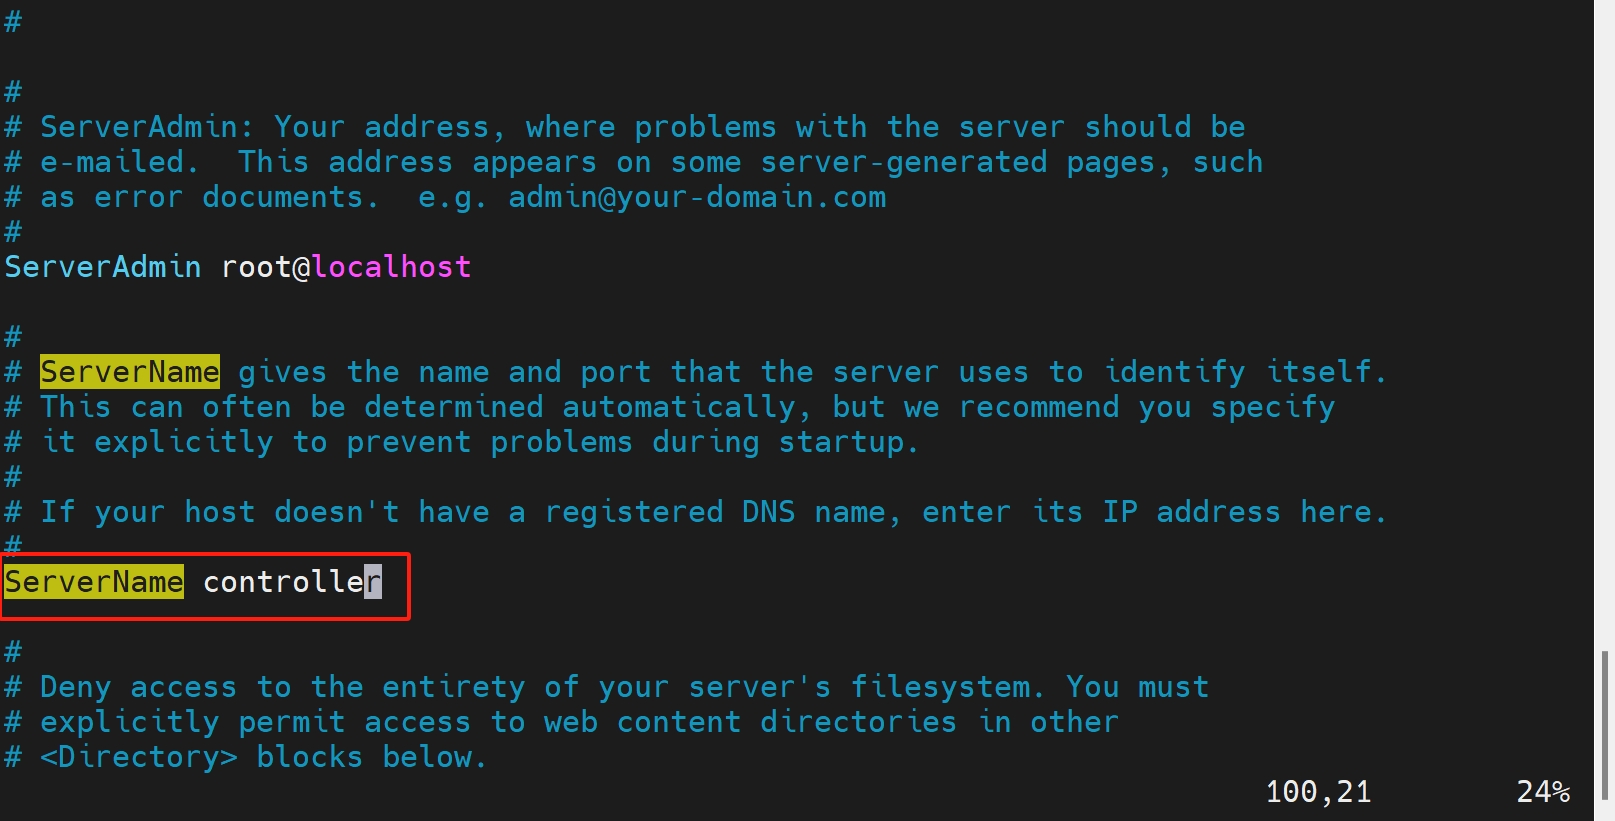 #
#
# ServerAdmin: Your address, where problems with the server should be
# e-mailed.  This address appears on some server-generated pages, such
# as error documents.  e.g. admin@your-domain.com
#
ServerAdmin root@localhost
#
# ServerName gives the name and port that the server uses to identify itself.
# This can often be determined automatically, but we recommend you specify
# it explicitly to prevent problems during startup.
#
# If your host doesn't have a registered DNS name, enter its IP address here.
#
ServerName controller
#
# Deny access to the entirety of your server's filesystem. You must
# explicitly permit access to web content directories in other
# <Directory> blocks below.
100,21 24%